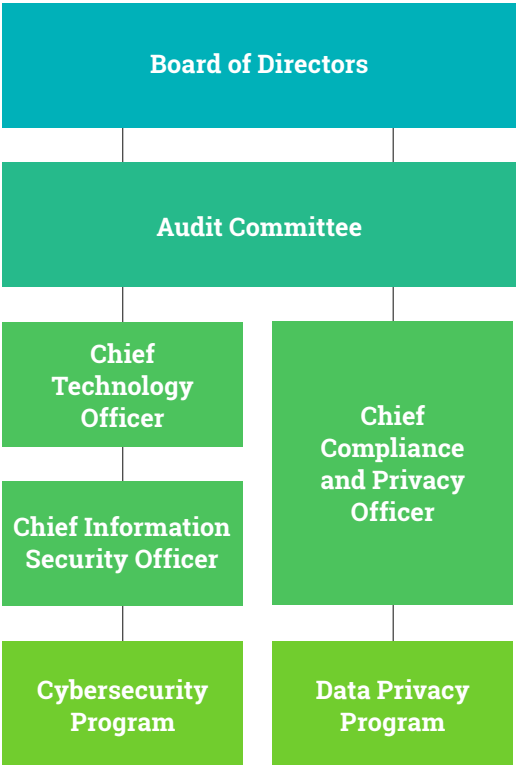 Board of Directors
Audit Committee
Chief
Technology
Officer
Chief Information
Security Officer
Cybersecurity
Program
Chief
Compliance
and Privacy
Officer
Data Privacy
Program